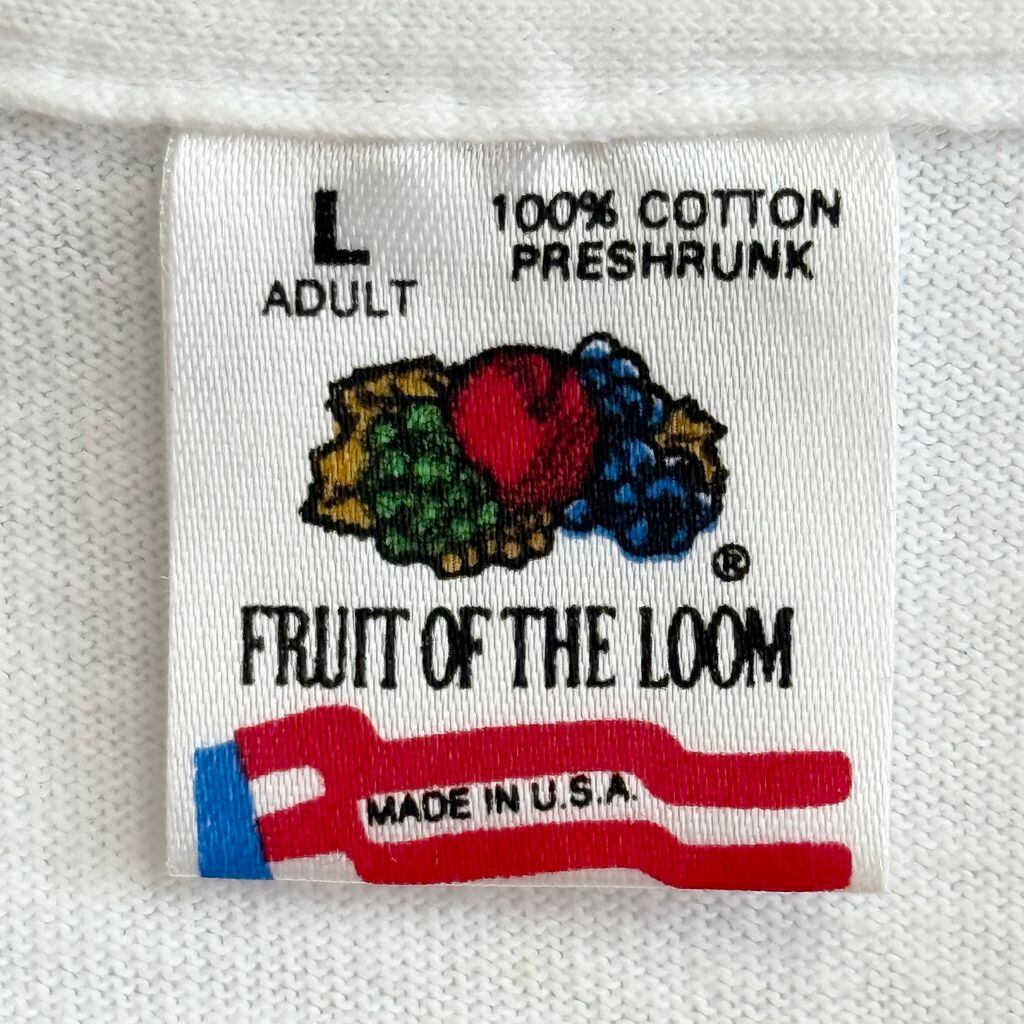 L
ADULT
100% COTTON
PRESHRUNK
®
FRUIT OF THE LOOM
MADE IN U.S.A.